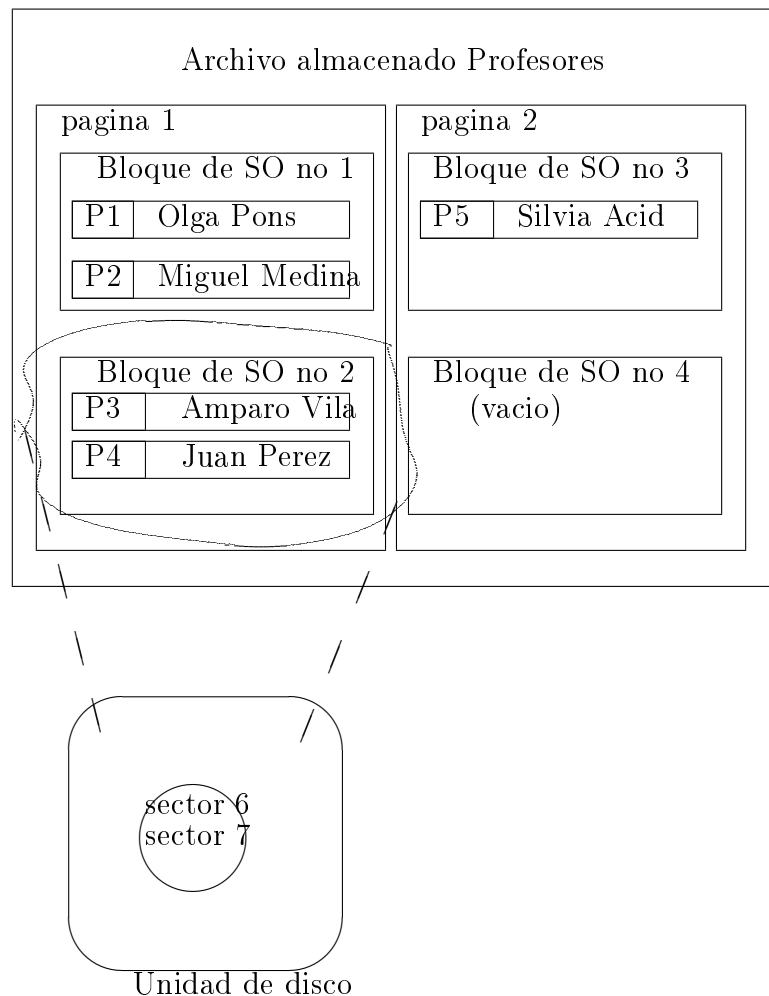 Archivo almacenado Profesores
pagina 1
Bloque de SO no 1
P1 Olga Pons
P2 Miguel Medina
Bloque de SO no 2
P3 Amparo Vila
P4 Juan Perez
pagina 2
Bloque de SO no 3
P5 Silvia Acid
Bloque de SO no 4
(vacio)
sector 6
sector 7
Unidad de disco